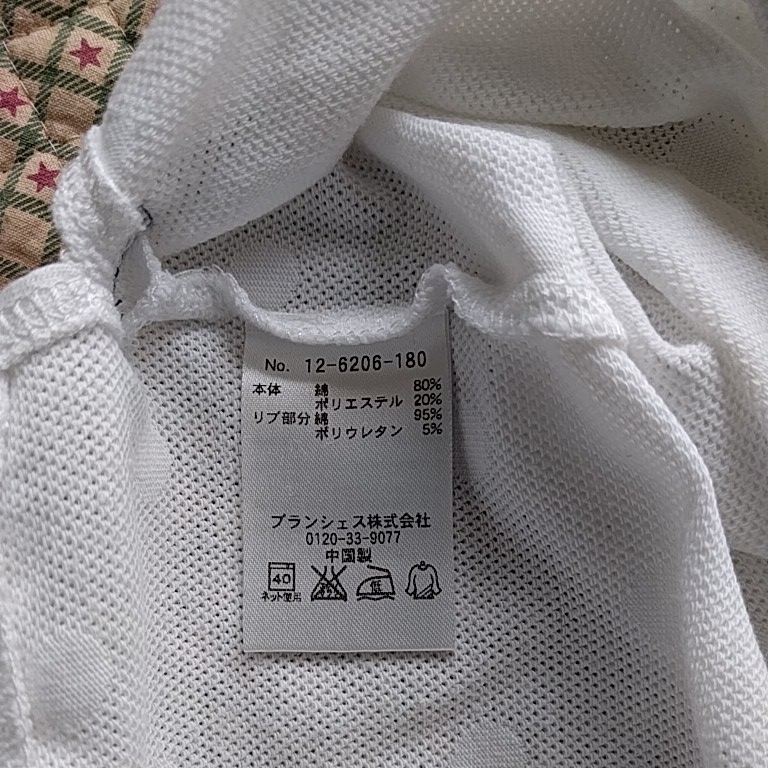 No. 12-6206-180
本体 綿 80%
ポリエステル 20%
リブ部分 綿 95%
ポリウレタン 5%
ブランシェス株式会社
0120-33-9077
中国製
40 低
ネット使用